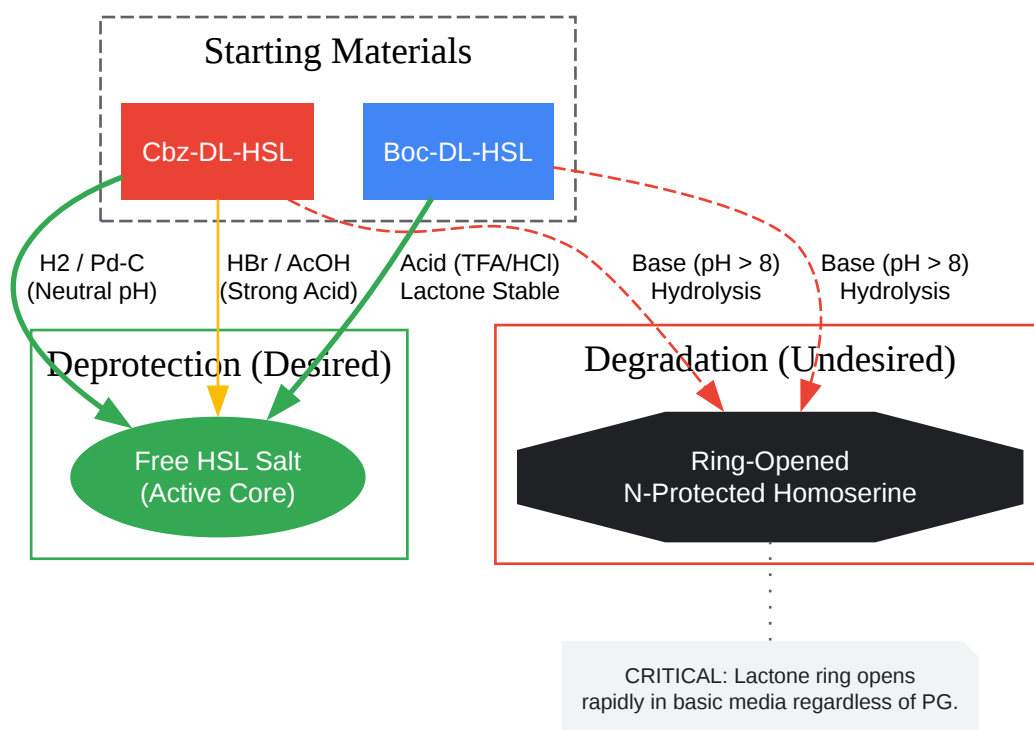 Starting Materials
Cbz-DL-HSL
Boc-DL-HSL
H2 / Pd-C
(Neutral pH)
HBr / AcOH
(Strong Acid)
Acid (TFA/HCl)
Lactone Stable
Base (pH > 8)
Hydrolysis
Base (pH > 8)
Hydrolysis
Deprotection (Desired)
Free HSL Salt
(Active Core)
Degradation (Undesired)
Ring-Opened
N-Protected Homoserine
CRITICAL: Lactone ring opens
rapidly in basic media regardless of PG.